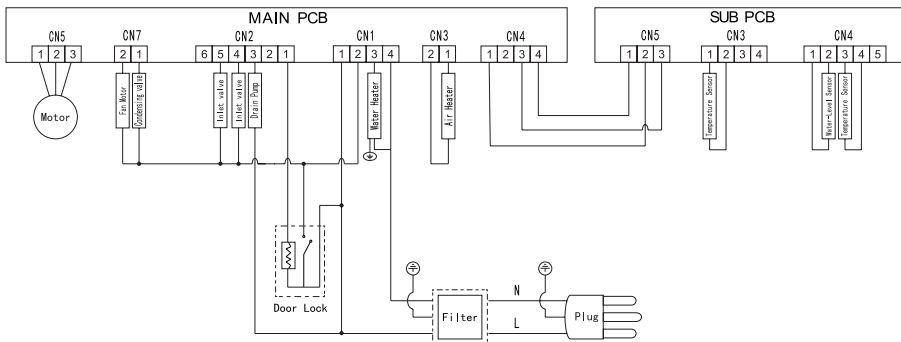 MAIN PCB
SUB PCB
CN5 CN7 CN2 CN1 CN3 CN4 CN5 CN3 CN4
1 2 3 2 1 6 5 4 3 2 1 1 2 3 4 2 1 1 2 3 4 1 2 3 1 2 3 4 1 2 3 4 5
Motor
Fan Motor
Condensing valve
Inlet valve
Inlet valve
Drain Pump
Water Heater
Air Heater
Temperature Sensor
Water-Level Sensor
Temperature Sensor
Door Lock
Filter
N
L
Plug